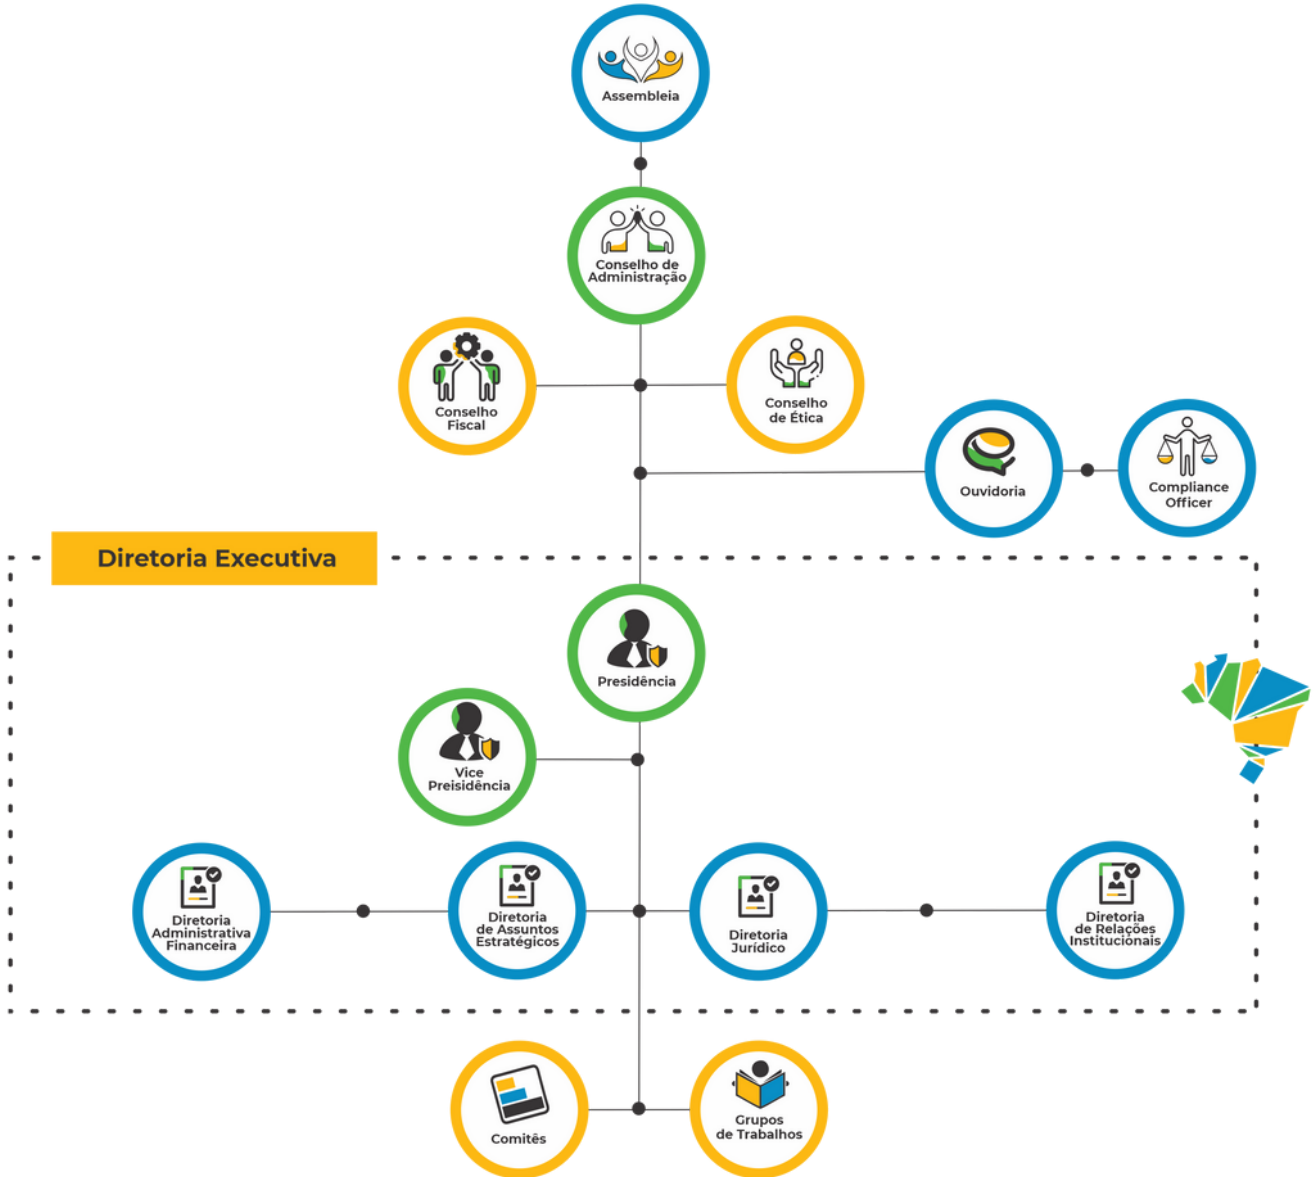 Assembleia
Conselho de
Administração
Conselho
Fiscal
Conselho
de Ética
Ouvidoria
Compliance
Officer
Diretoria Executiva
Presidência
Vice
Preisidência
Diretoria
Administrativa
Financeira
Diretoria
de Assuntos
Estratégicos
Diretoria
Jurídico
Diretoria
de Relações
Institucionais
Comitês
Grupos
de Trabalhos